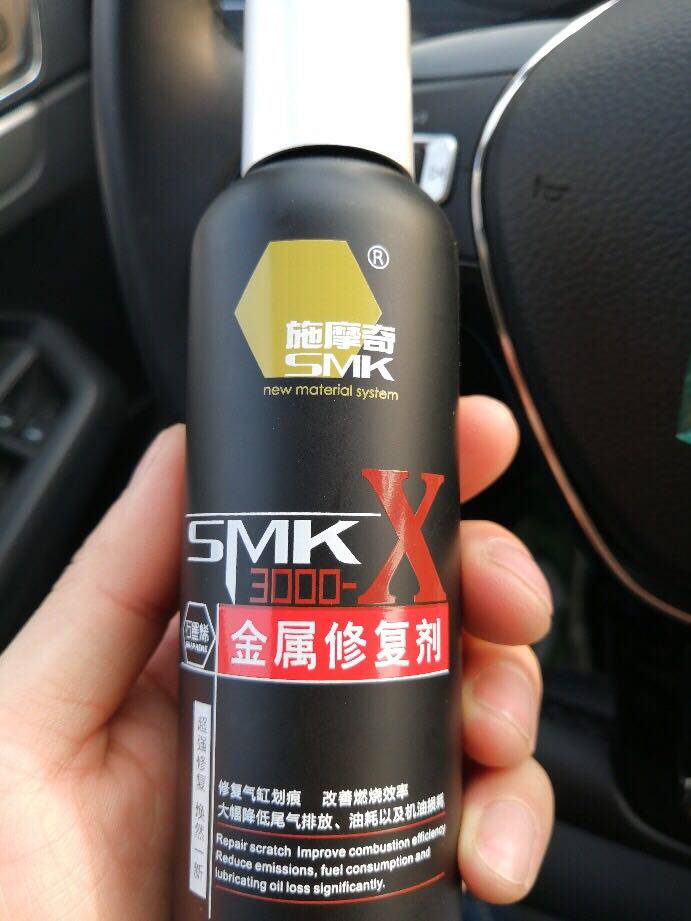 ®
施摩奇
SMK
new material system
SMK
3000-X
石墨烯
GRAPHENE
金属修复剂
超强修复 焕然一新
修复气缸划痕 改善燃烧效率
大幅降低尾气排放、油耗以及机油损耗
Repair scratch Improve combustion efficiency
Reduce emissions, fuel consumption and
lubricating oil loss significantly.